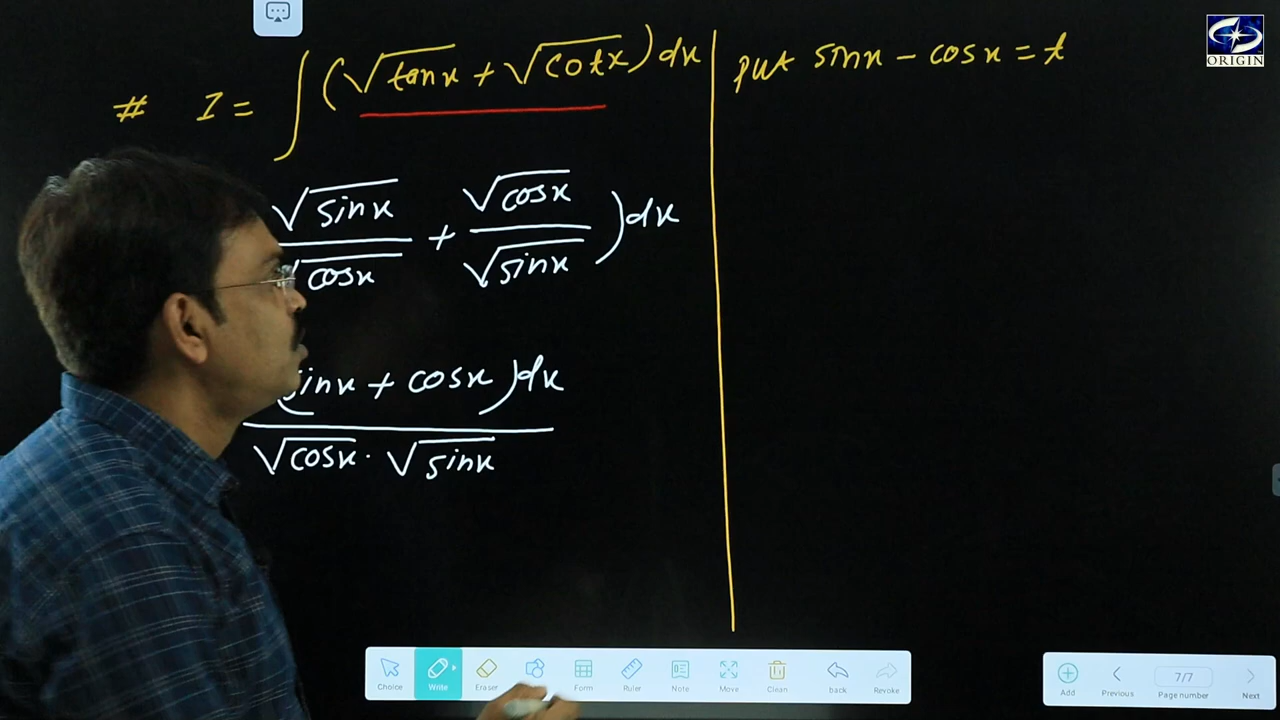 # I = ∫ (√tanx + √cotx) dx
√sinx / √cosx + √cosx / √sinx ) dx
sinx + cosx ) dx
√cosx · √sinx
put sinx - cosx = t
ORIGIN
Choice Write Eraser Form Ruler Note Move Clean back Revoke
Add Previous 7/7 Page number Next